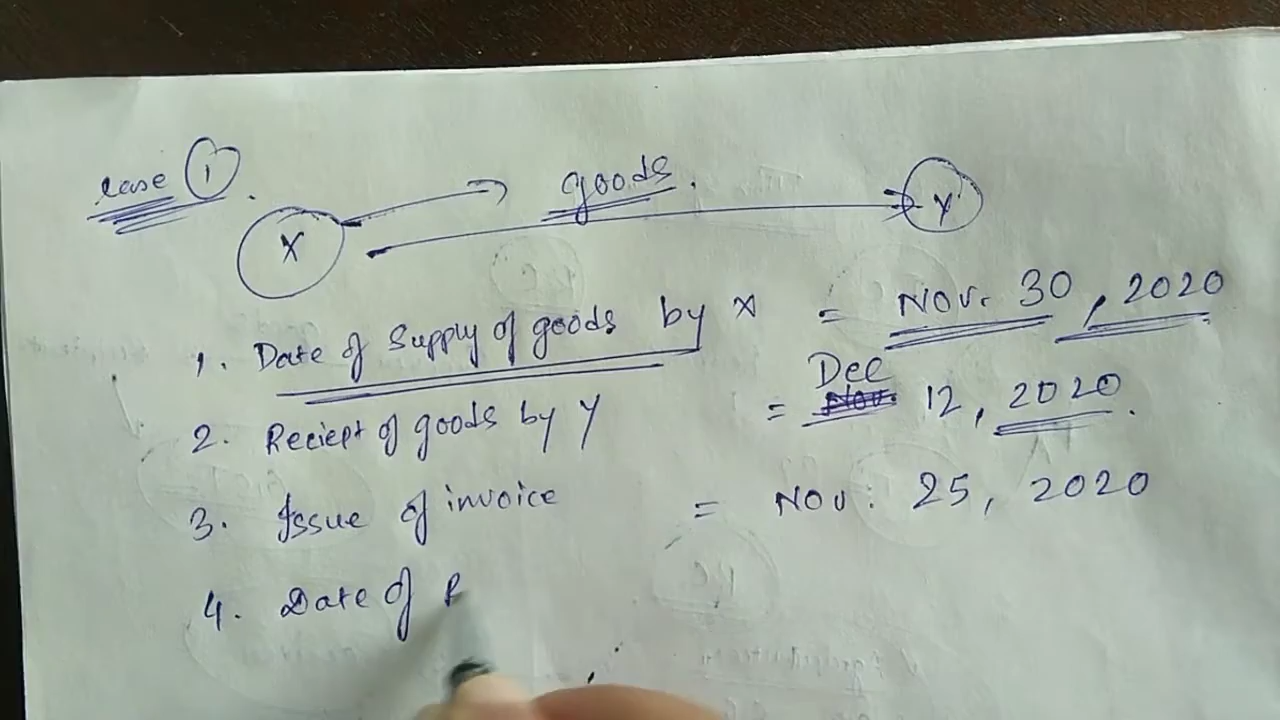 case 1.
goods.
X
Y
1. Date of Supply of goods by X = Nov. 30, 2020
2. Reciept of goods by Y = Dec 12, 2020.
3. Issue of invoice = Nov: 25, 2020
4. Date of P